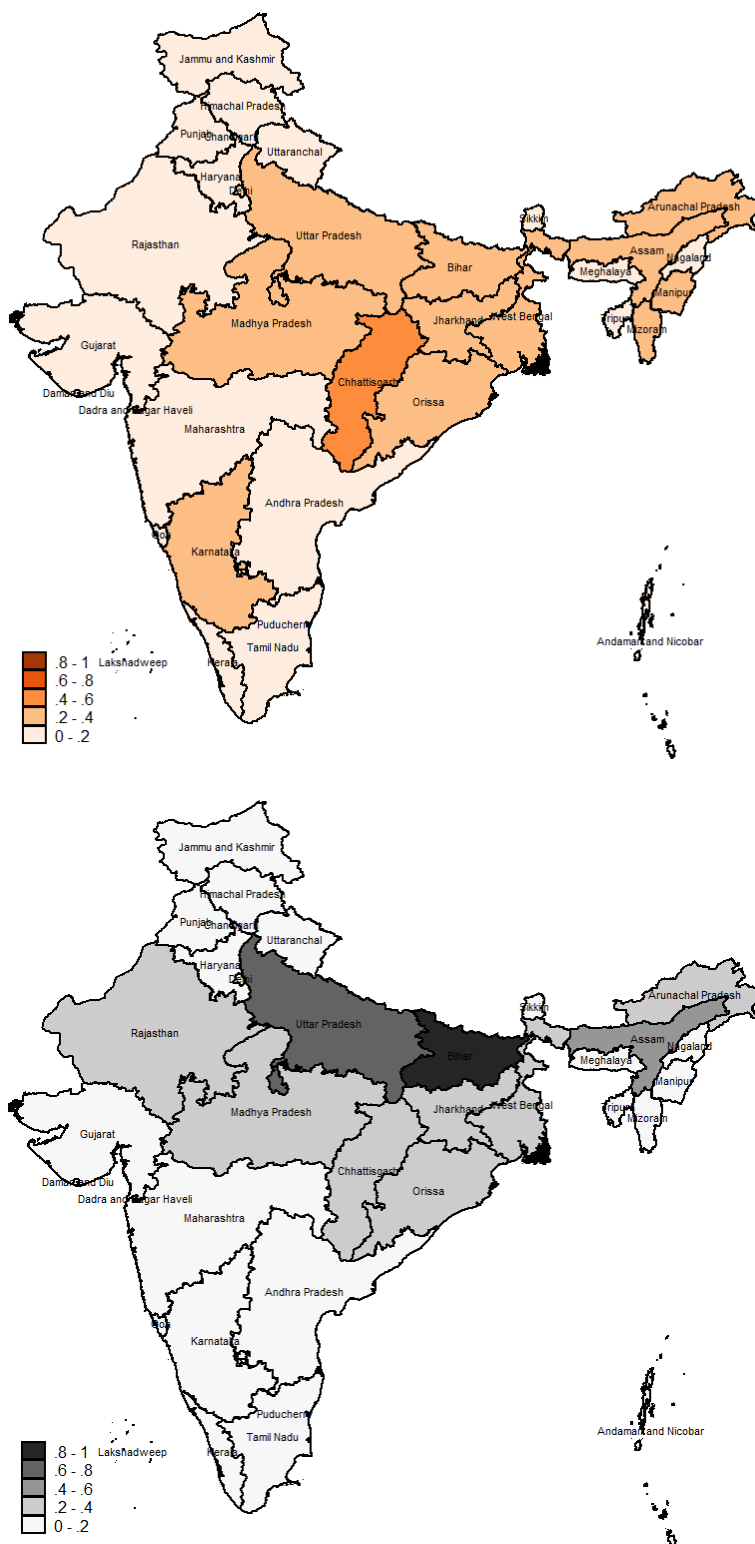 Jammu and Kashmir
Himachal Pradesh
Punjab
Chandigarh
Uttaranchal
Haryana
Delhi
Arunachal Pradesh
Sikkim
Rajasthan
Uttar Pradesh
Assam
Nagaland
Bihar
Meghalaya
Manipur
Madhya Pradesh
Jharkhand
West Bengal
Tripura
Mizoram
Gujarat
Chhattisgarh
Daman and Diu
Orissa
Dadra and Nagar Haveli
Maharashtra
Andhra Pradesh
Goa
Karnataka
Puducherry
Andaman and Nicobar
Tamil Nadu
Lakshadweep
Kerala
.8 - 1
.6 - .8
.4 - .6
.2 - .4
0 - .2
Jammu and Kashmir
Himachal Pradesh
Punjab
Chandigarh
Uttaranchal
Haryana
Delhi
Arunachal Pradesh
Sikkim
Rajasthan
Uttar Pradesh
Assam
Nagaland
Bihar
Meghalaya
Manipur
Madhya Pradesh
Jharkhand
West Bengal
Tripura
Mizoram
Gujarat
Chhattisgarh
Daman and Diu
Orissa
Dadra and Nagar Haveli
Maharashtra
Andhra Pradesh
Goa
Karnataka
Puducherry
Andaman and Nicobar
Tamil Nadu
Lakshadweep
Kerala
.8 - 1
.6 - .8
.4 - .6
.2 - .4
0 - .2